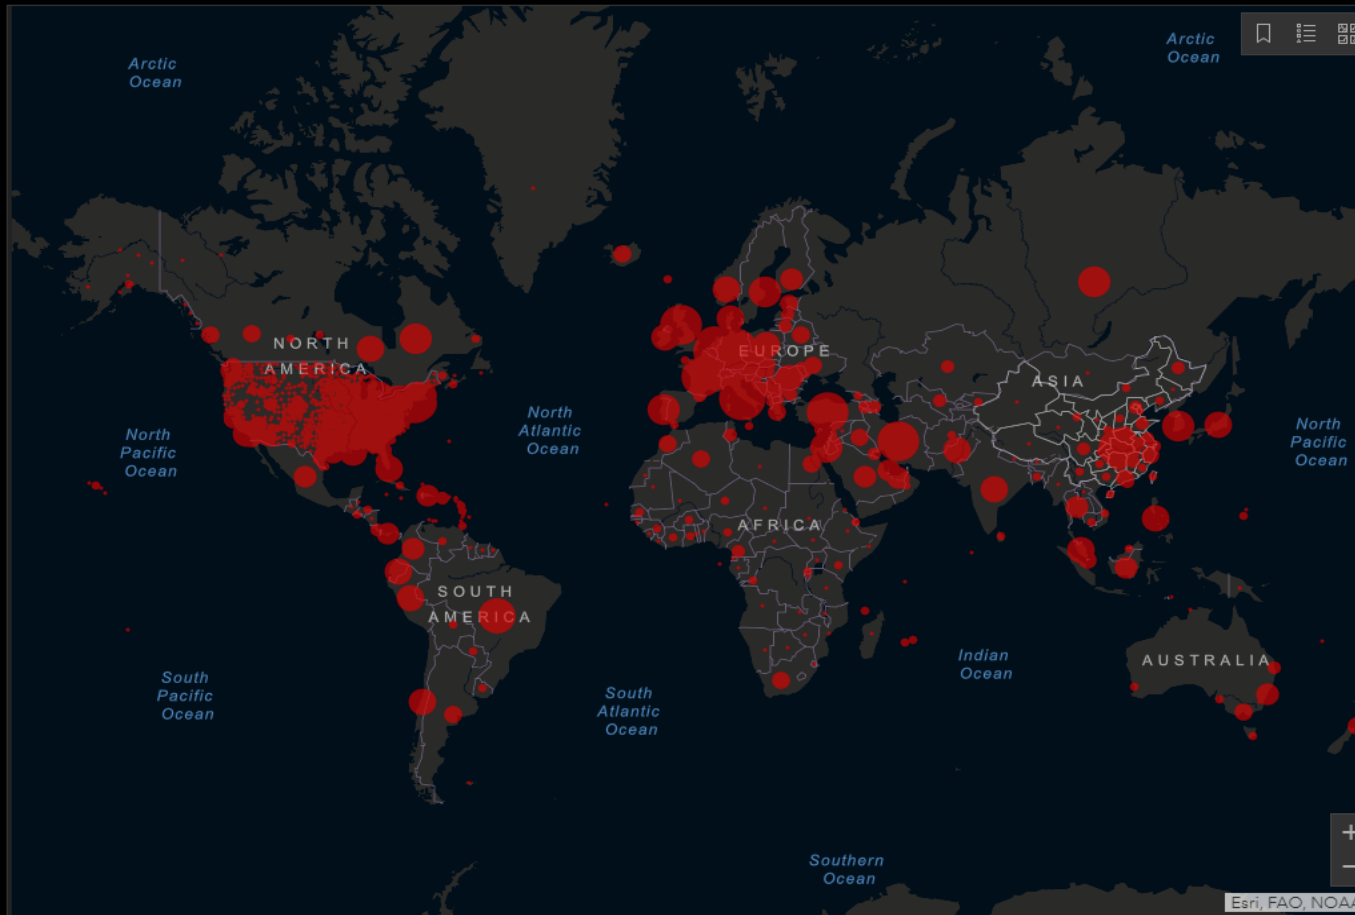 Arctic
Ocean
Arctic
Ocean
NORTH
AMERICA
EUROPE
ASIA
North
Atlantic
Ocean
North
Pacific
Ocean
North
Pacific
Ocean
AFRICA
SOUTH
AMERICA
Indian
Ocean
AUSTRALIA
South
Pacific
Ocean
South
Atlantic
Ocean
Southern
Ocean
+
−
Esri, FAO, NOAA